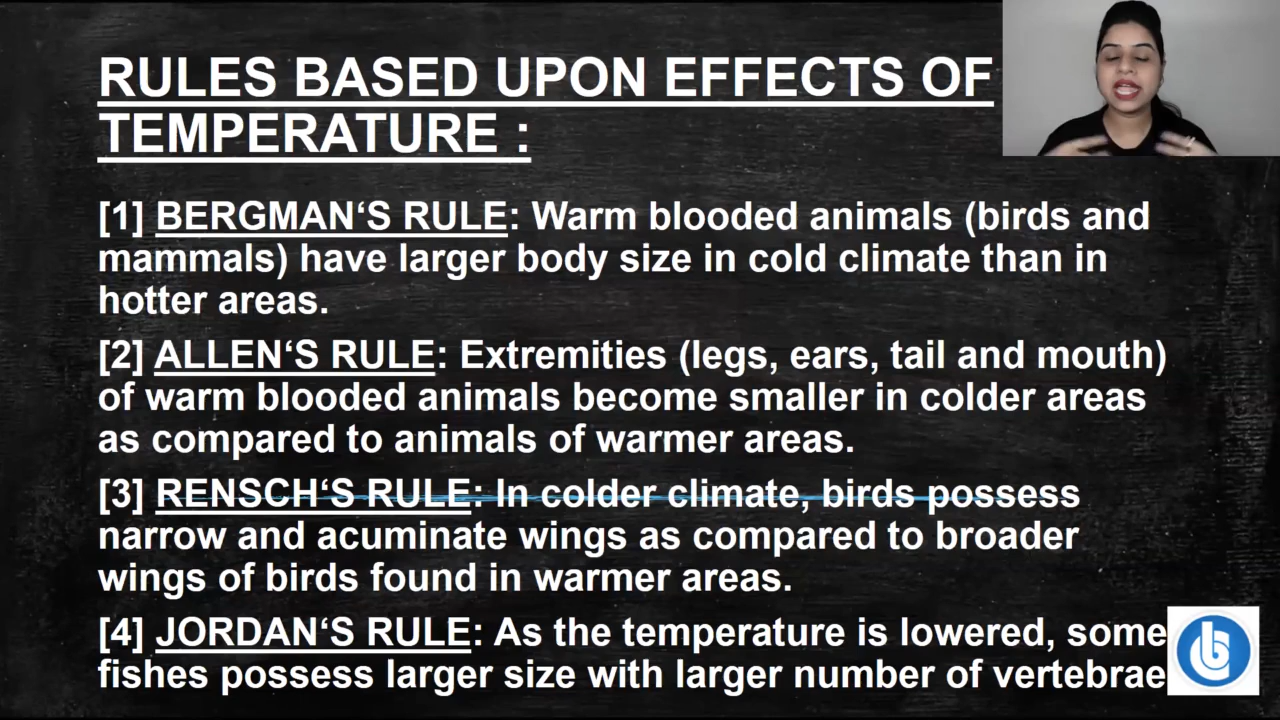 RULES BASED UPON EFFECTS OF
TEMPERATURE :
[1] BERGMAN‘S RULE: Warm blooded animals (birds and
mammals) have larger body size in cold climate than in
hotter areas.
[2] ALLEN‘S RULE: Extremities (legs, ears, tail and mouth)
of warm blooded animals become smaller in colder areas
as compared to animals of warmer areas.
[3] RENSCH‘S RULE: In colder climate, birds possess
narrow and acuminate wings as compared to broader
wings of birds found in warmer areas.
[4] JORDAN‘S RULE: As the temperature is lowered, some
fishes possess larger size with larger number of vertebrae